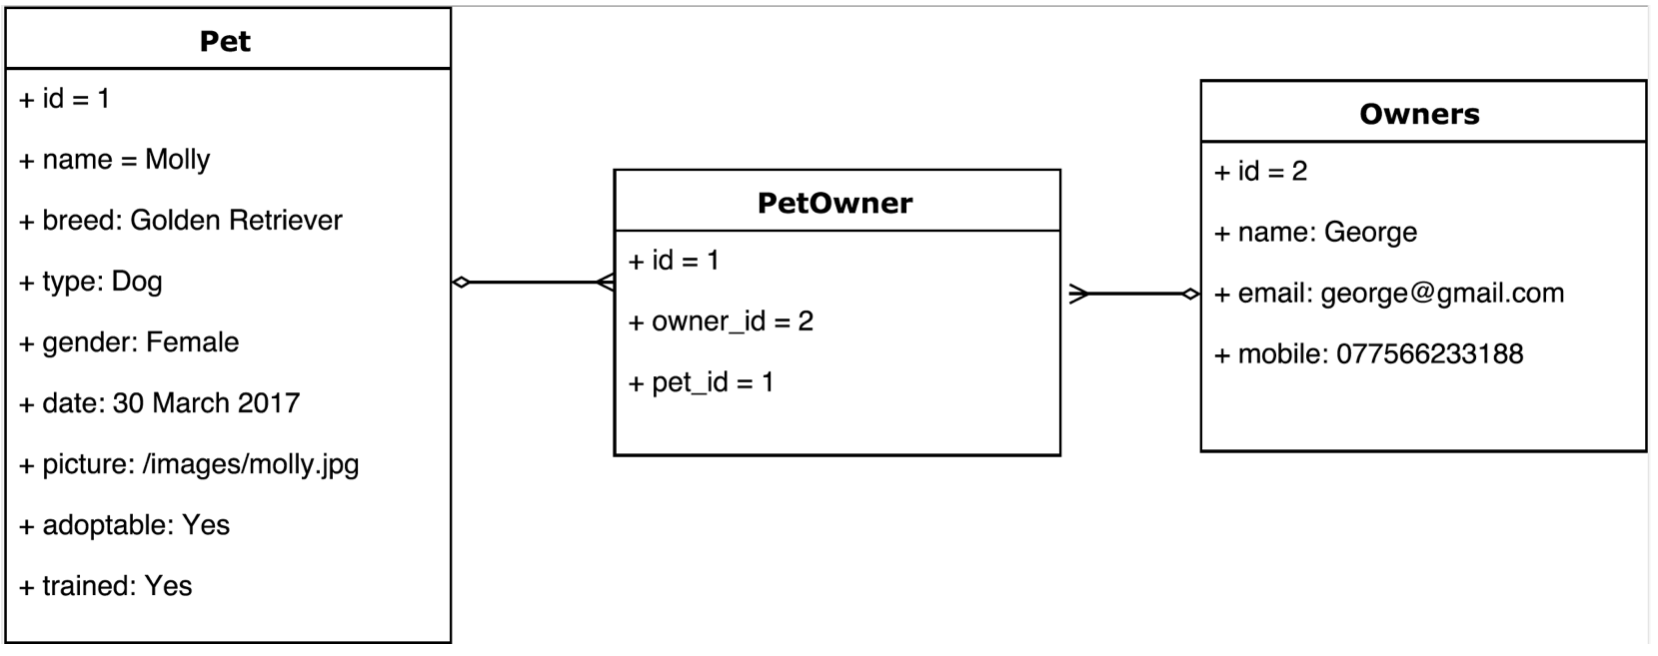 Pet
+ id = 1
+ name = Molly
+ breed: Golden Retriever
+ type: Dog
+ gender: Female
+ date: 30 March 2017
+ picture: /images/molly.jpg
+ adoptable: Yes
+ trained: Yes
PetOwner
+ id = 1
+ owner_id = 2
+ pet_id = 1
Owners
+ id = 2
+ name: George
+ email: george@gmail.com
+ mobile: 077566233188